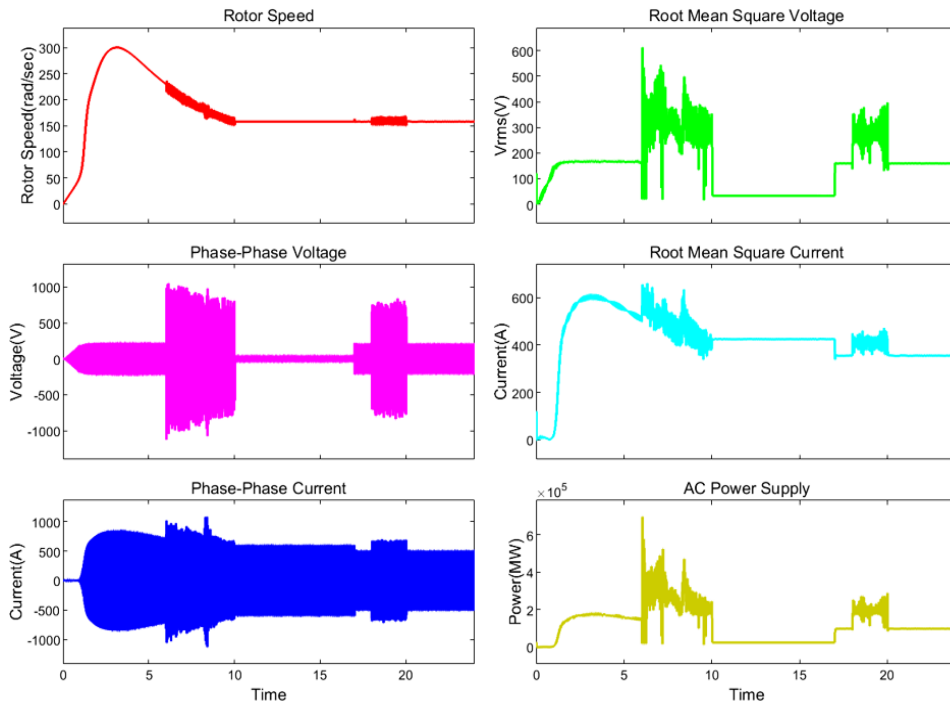 Rotor Speed
Rotor Speed(rad/sec)
300
250
200
150
100
50
0
Root Mean Square Voltage
Vrms(V)
600
500
400
300
200
100
0
Phase-Phase Voltage
Voltage(V)
1000
500
0
-500
-1000
Root Mean Square Current
Current(A)
600
400
200
0
Phase-Phase Current
Current(A)
1000
500
0
-500
-1000
0 5 10 15 20
Time
AC Power Supply
×10^5
Power(MW)
6
4
2
0
0 5 10 15 20
Time